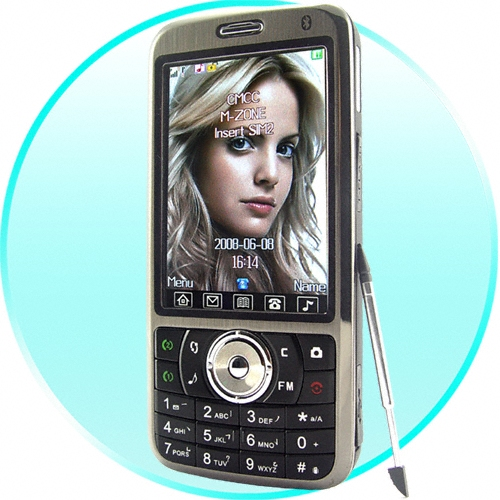 CMCC
M-ZONE
Insert SIM2
2008-06-08
16:14
Menu Name
C
FM
1
2 ABC
3 DEF
* a/A
4 GHI
5 JKL
6 MNO
0 +
7 PQRS
8 TUV
9 WXYZ
#